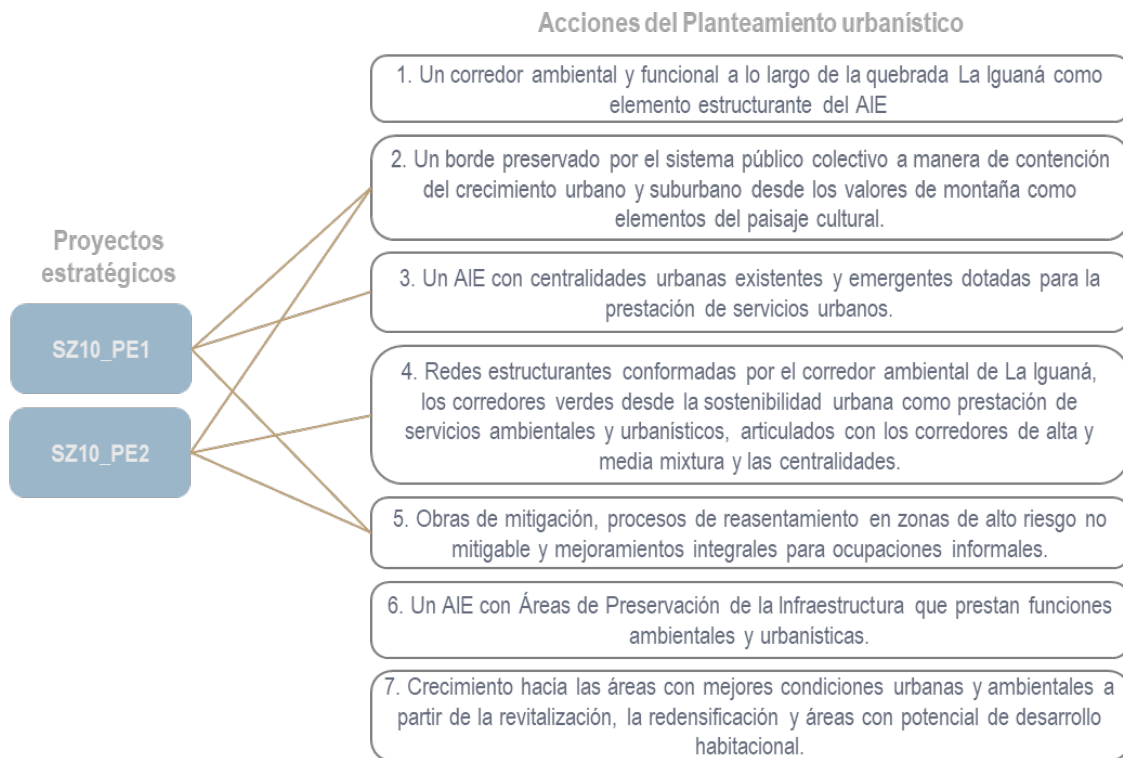 Acciones del Planteamiento urbanístico
1. Un corredor ambiental y funcional a lo largo de la quebrada La Iguaná como
elemento estructurante del AIE
2. Un borde preservado por el sistema público colectivo a manera de contención
del crecimiento urbano y suburbano desde los valores de montaña como
elementos del paisaje cultural.
Proyectos
estratégicos
3. Un AIE con centralidades urbanas existentes y emergentes dotadas para la
prestación de servicios urbanos.
SZ10_PE1
4. Redes estructurantes conformadas por el corredor ambiental de La Iguaná,
los corredores verdes desde la sostenibilidad urbana como prestación de
servicios ambientales y urbanísticos, articulados con los corredores de alta y
media mixtura y las centralidades.
SZ10_PE2
5. Obras de mitigación, procesos de reasentamiento en zonas de alto riesgo no
mitigable y mejoramientos integrales para ocupaciones informales.
6. Un AIE con Áreas de Preservación de la Infraestructura que prestan funciones
ambientales y urbanísticas.
7. Crecimiento hacia las áreas con mejores condiciones urbanas y ambientales a
partir de la revitalización, la redensificación y áreas con potencial de desarrollo
habitacional.